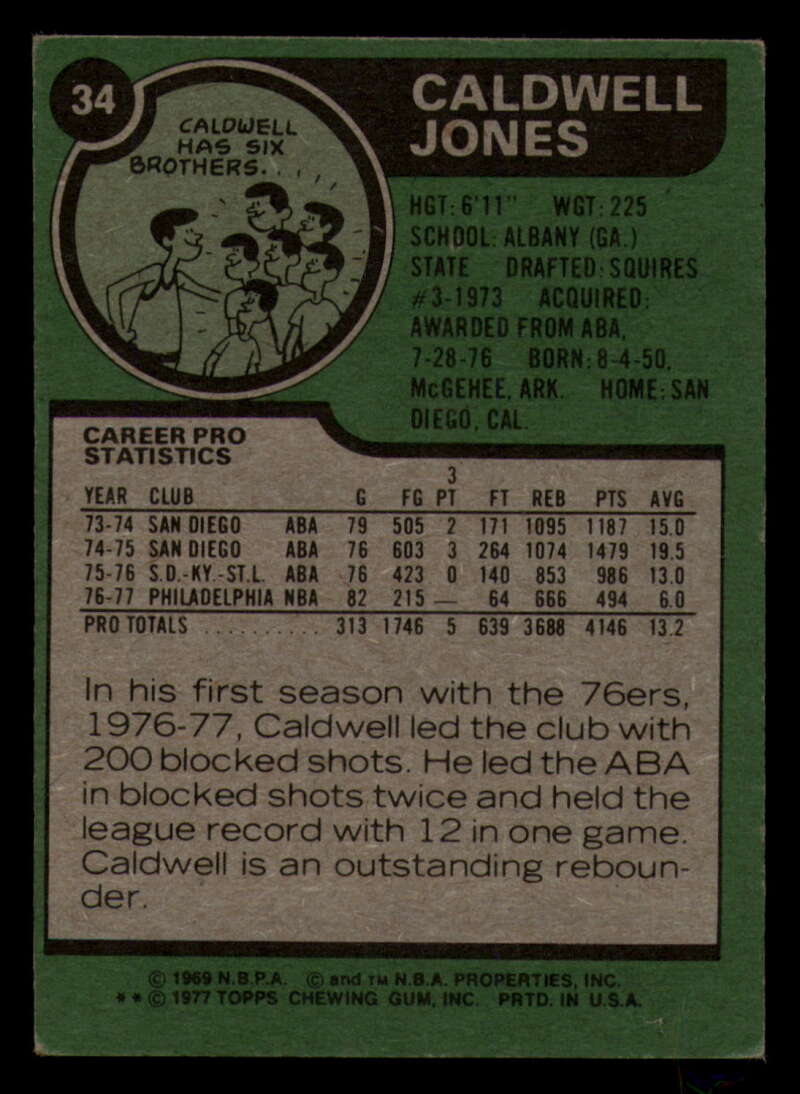 34
CALDWELL
HAS SIX
BROTHERS. . , , ,
CALDWELL
JONES
HGT: 6'11" WGT: 225
SCHOOL: ALBANY (GA.)
STATE DRAFTED: SQUIRES
#3-1973 ACQUIRED:
AWARDED FROM ABA,
7-28-76 BORN: 8-4-50,
McGEHEE, ARK. HOME: SAN
DIEGO, CAL.
CAREER PRO
STATISTICS
3
YEAR CLUB G FG PT FT REB PTS AVG
73-74 SAN DIEGO ABA 79 505 2 171 1095 1187 15.0
74-75 SAN DIEGO ABA 76 603 3 264 1074 1479 19.5
75-76 S.D.-KY.-ST.L. ABA 76 423 0 140 853 986 13.0
76-77 PHILADELPHIA NBA 82 215 — 64 666 494 6.0
PRO TOTALS .......... 313 1746 5 639 3688 4146 13.2
In his first season with the 76ers,
1976-77, Caldwell led the club with
200 blocked shots. He led the ABA
in blocked shots twice and held the
league record with 12 in one game.
Caldwell is an outstanding reboun-
der.
© 1969 N.B.P.A. © and TM N.B.A. PROPERTIES, INC.
* * © 1977 TOPPS CHEWING GUM, INC. PRTD. IN U.S.A.